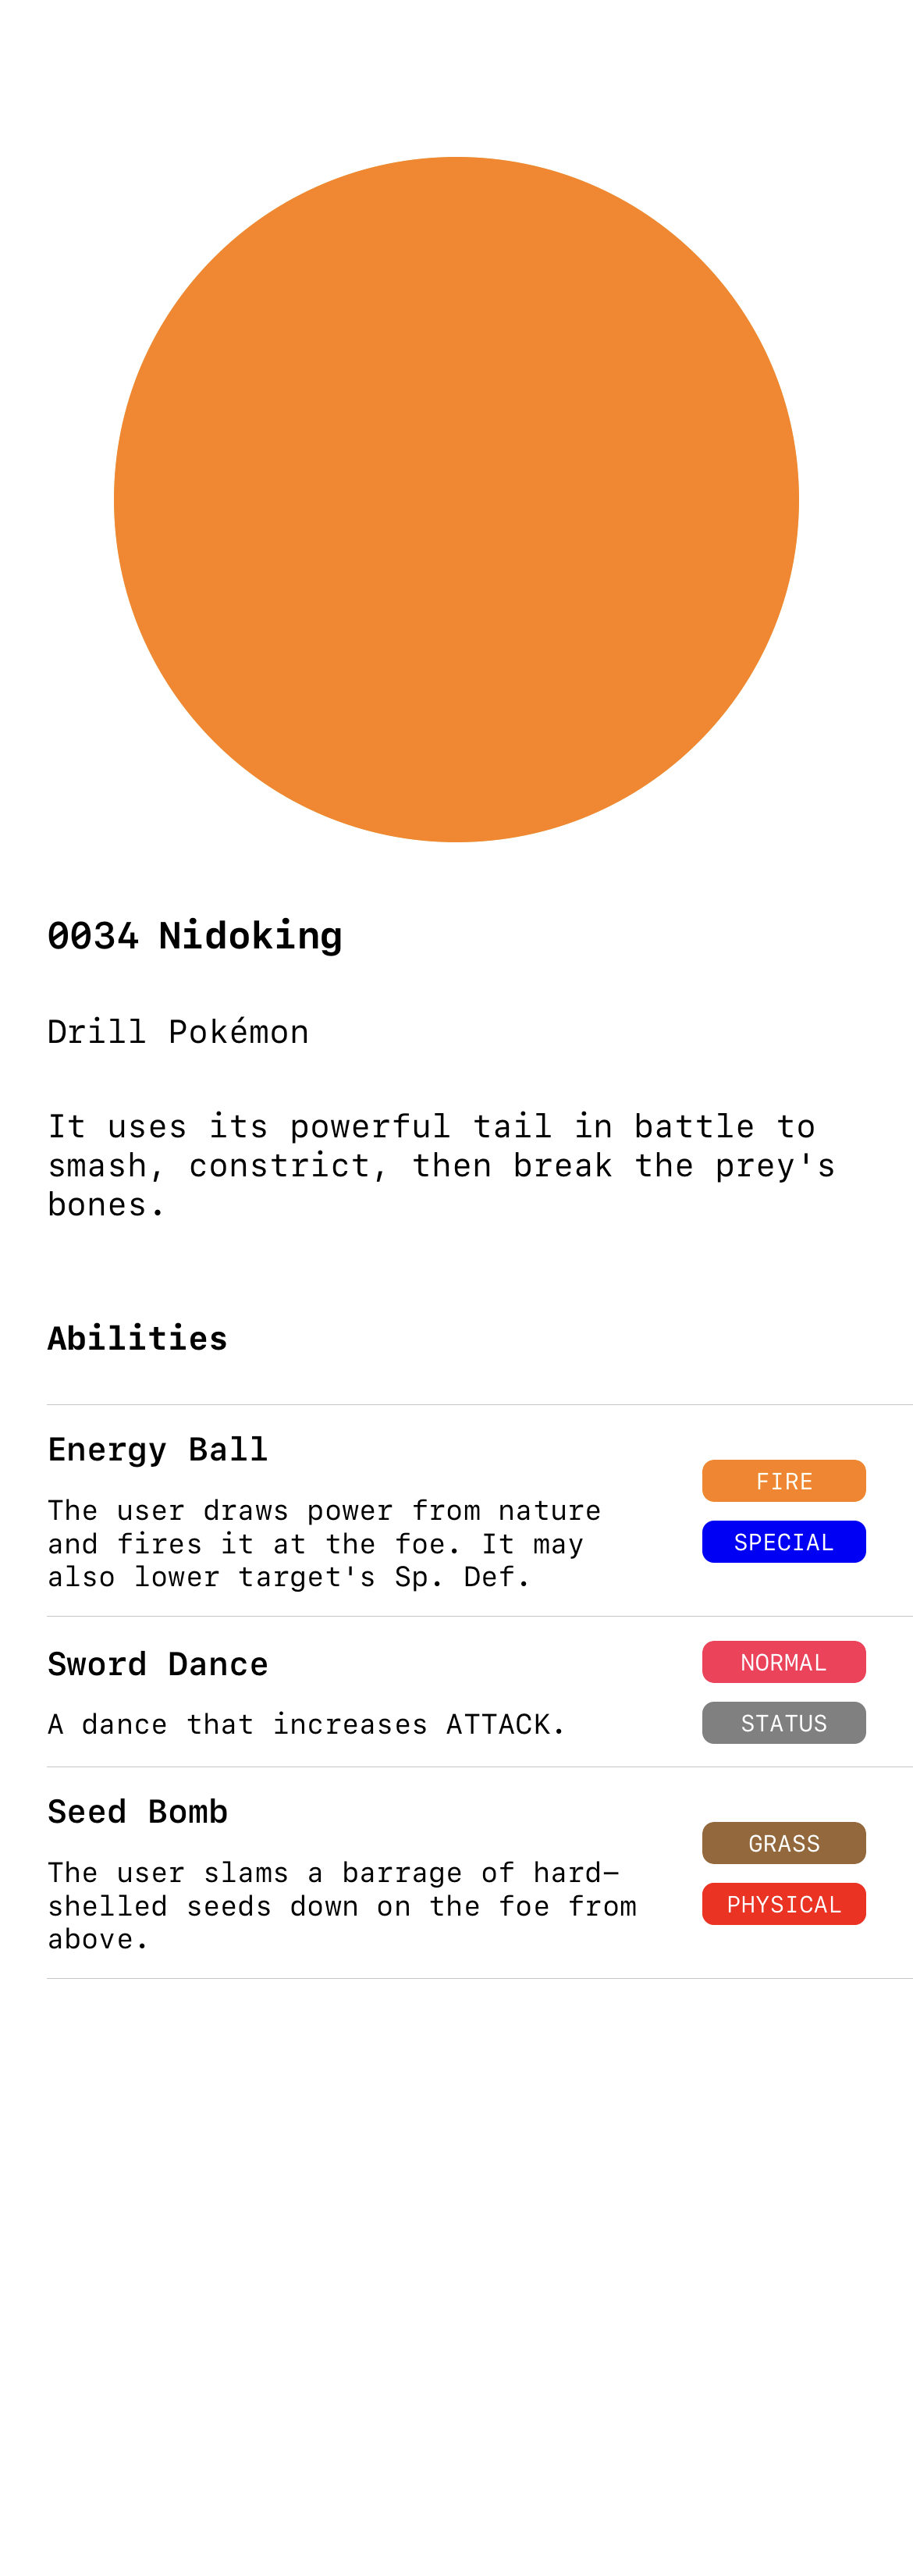 0034 Nidoking
Drill Pokémon
It uses its powerful tail in battle to
smash, constrict, then break the prey's
bones.
Abilities
Energy Ball
The user draws power from nature
and fires it at the foe. It may
also lower target's Sp. Def.
FIRE
SPECIAL
Sword Dance
A dance that increases ATTACK.
NORMAL
STATUS
Seed Bomb
The user slams a barrage of hard-
shelled seeds down on the foe from
above.
GRASS
PHYSICAL